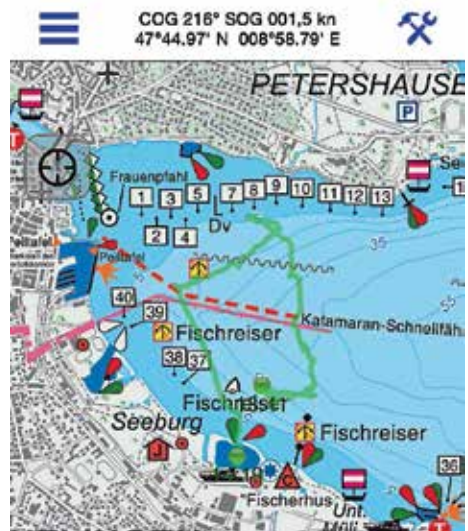 COG 216° SOG 001,5 kn
47°44.97' N 008°58.79' E
PETERSHAUSE
P
Se
Frauenpfahl
1 3 5 7 8 9 10 11 12 13
L
Dv
2 4
35
T
Peiltafel
40
39
Katamaran-Schnellfäh
Fischreiser
38 37
Seeburg
Fischreiser
J
C
"Fischerhus"
Unt.
36
T